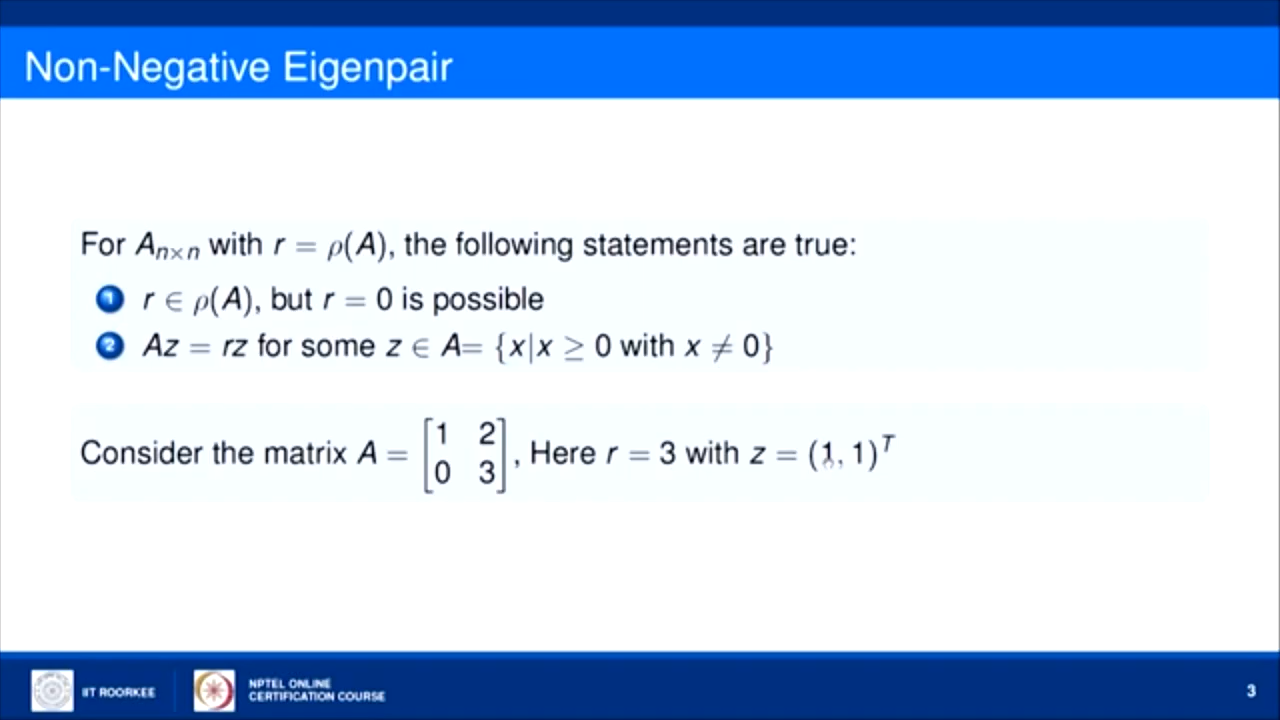 Non-Negative Eigenpair
For Aₙₓₙ with r = ρ(A), the following statements are true:
1 r ∈ ρ(A), but r = 0 is possible
2 Az = rz for some z ∈ A= {x|x ≥ 0 with x ≠ 0}
Consider the matrix A = [1 2; 0 3], Here r = 3 with z = (1, 1)ᵀ
IIT ROORKEE
NPTEL ONLINE
CERTIFICATION COURSE
3